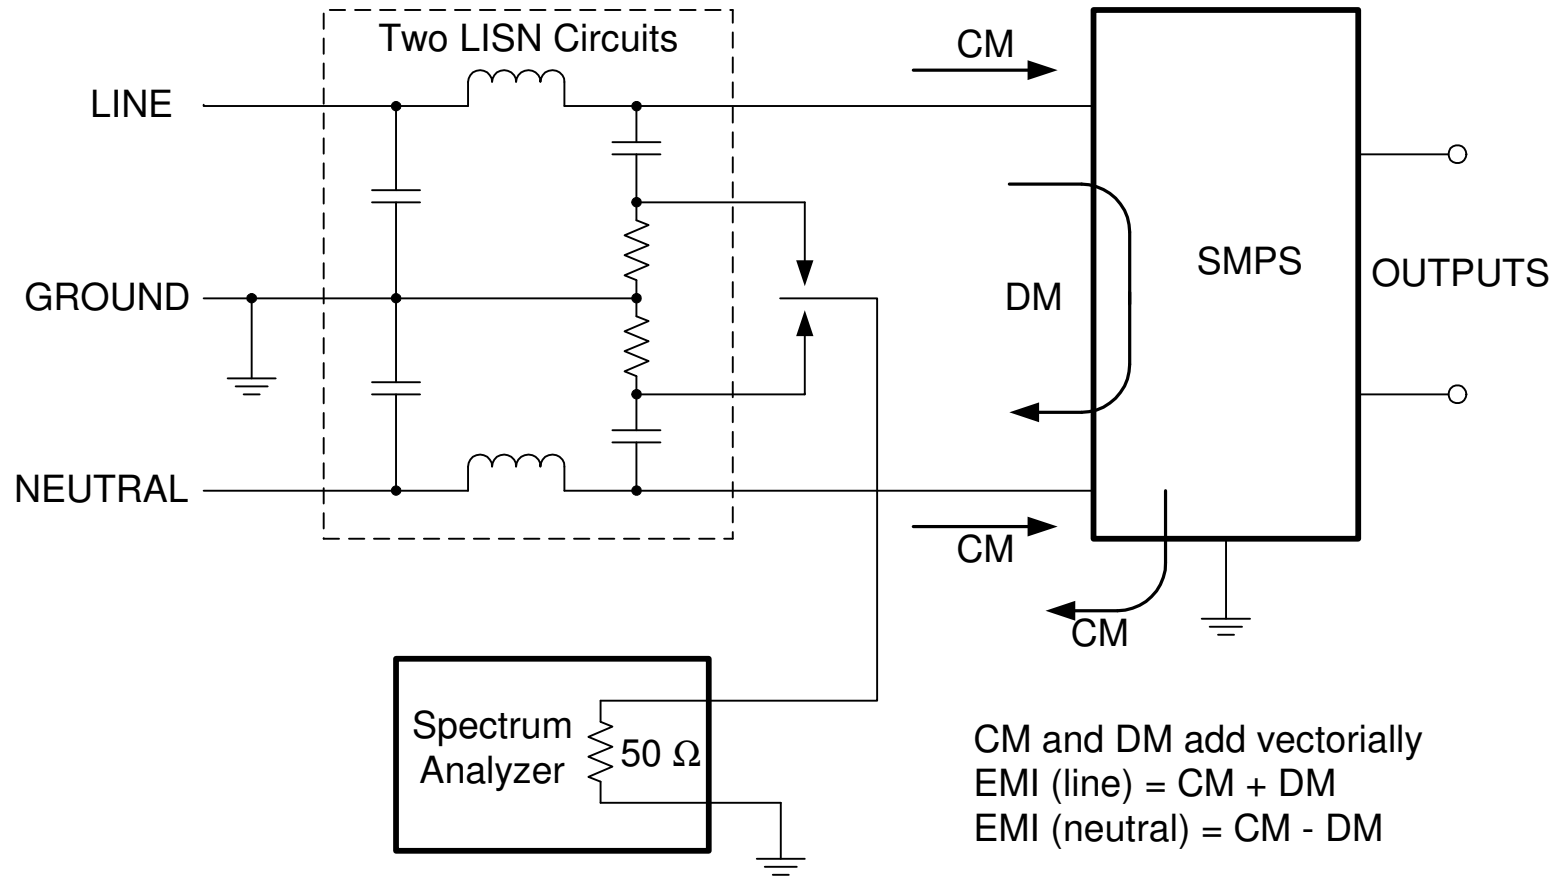 Two LISN Circuits
CM
LINE
GROUND
DM
SMPS
OUTPUTS
NEUTRAL
CM
CM
Spectrum
Analyzer
50 Ω
CM and DM add vectorially
EMI (line) = CM + DM
EMI (neutral) = CM - DM